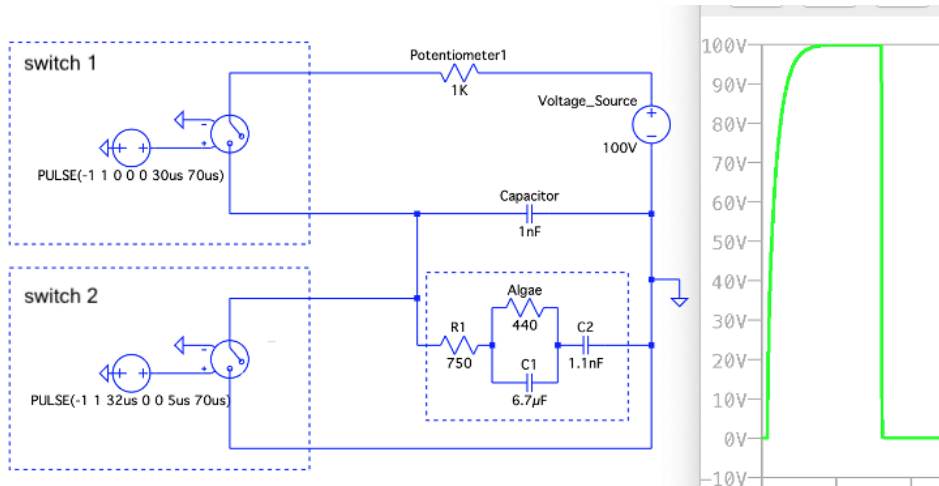 switch 1
PULSE(-1 1 0 0 0 30us 70us)
Potentiometer1
1K
Voltage_Source
100V
Capacitor
1nF
switch 2
PULSE(-1 1 32us 0 0 5us 70us)
R1
750
Algae
440
C1
6.7µF
C2
1.1nF
100V
90V
80V
70V
60V
50V
40V
30V
20V
10V
0V
-10V